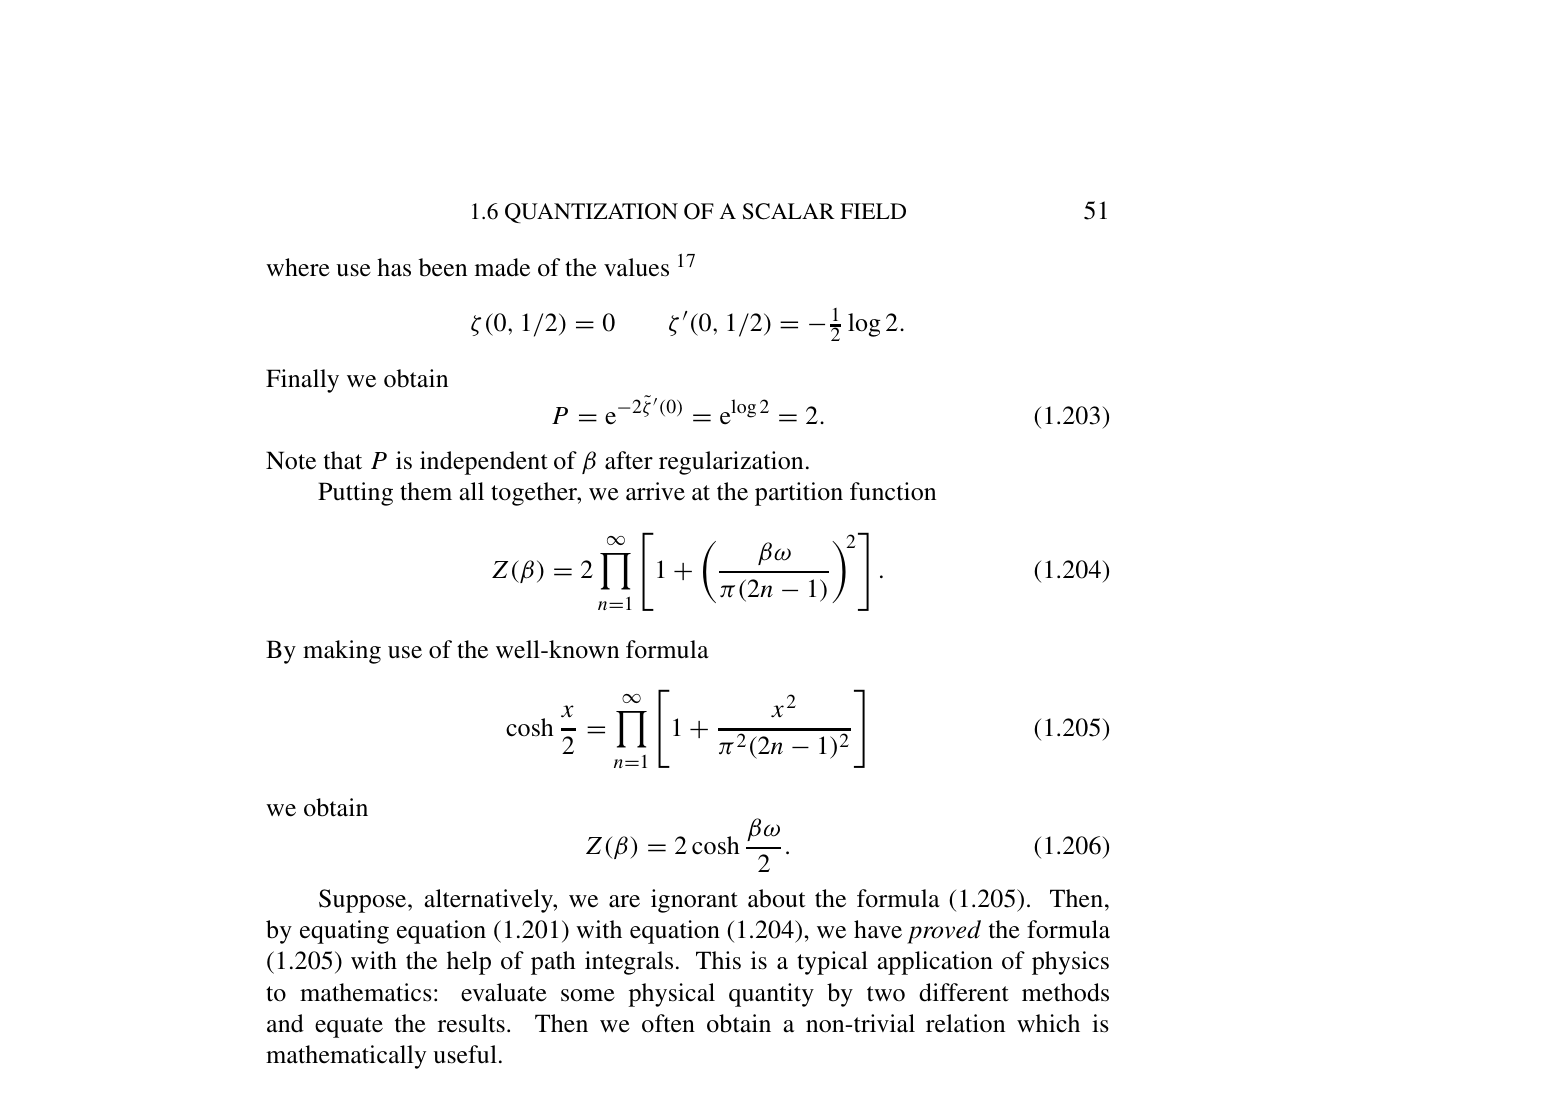 1.6 QUANTIZATION OF A SCALAR FIELD 51
where use has been made of the values 17
ζ(0, 1/2) = 0 ζ′(0, 1/2) = −½ log 2.
Finally we obtain
P = e^{−2ζ̃′(0)} = e^{log 2} = 2. (1.203)
Note that P is independent of β after regularization.
Putting them all together, we arrive at the partition function
Z(β) = 2 ∏_{n=1}^{∞} [1 + (βω / π(2n − 1))^2]. (1.204)
By making use of the well-known formula
cosh x/2 = ∏_{n=1}^{∞} [1 + x^2 / π^2(2n − 1)^2] (1.205)
we obtain
Z(β) = 2 cosh βω/2. (1.206)
Suppose, alternatively, we are ignorant about the formula (1.205). Then,
by equating equation (1.201) with equation (1.204), we have proved the formula
(1.205) with the help of path integrals. This is a typical application of physics
to mathematics: evaluate some physical quantity by two different methods
and equate the results. Then we often obtain a non-trivial relation which is
mathematically useful.